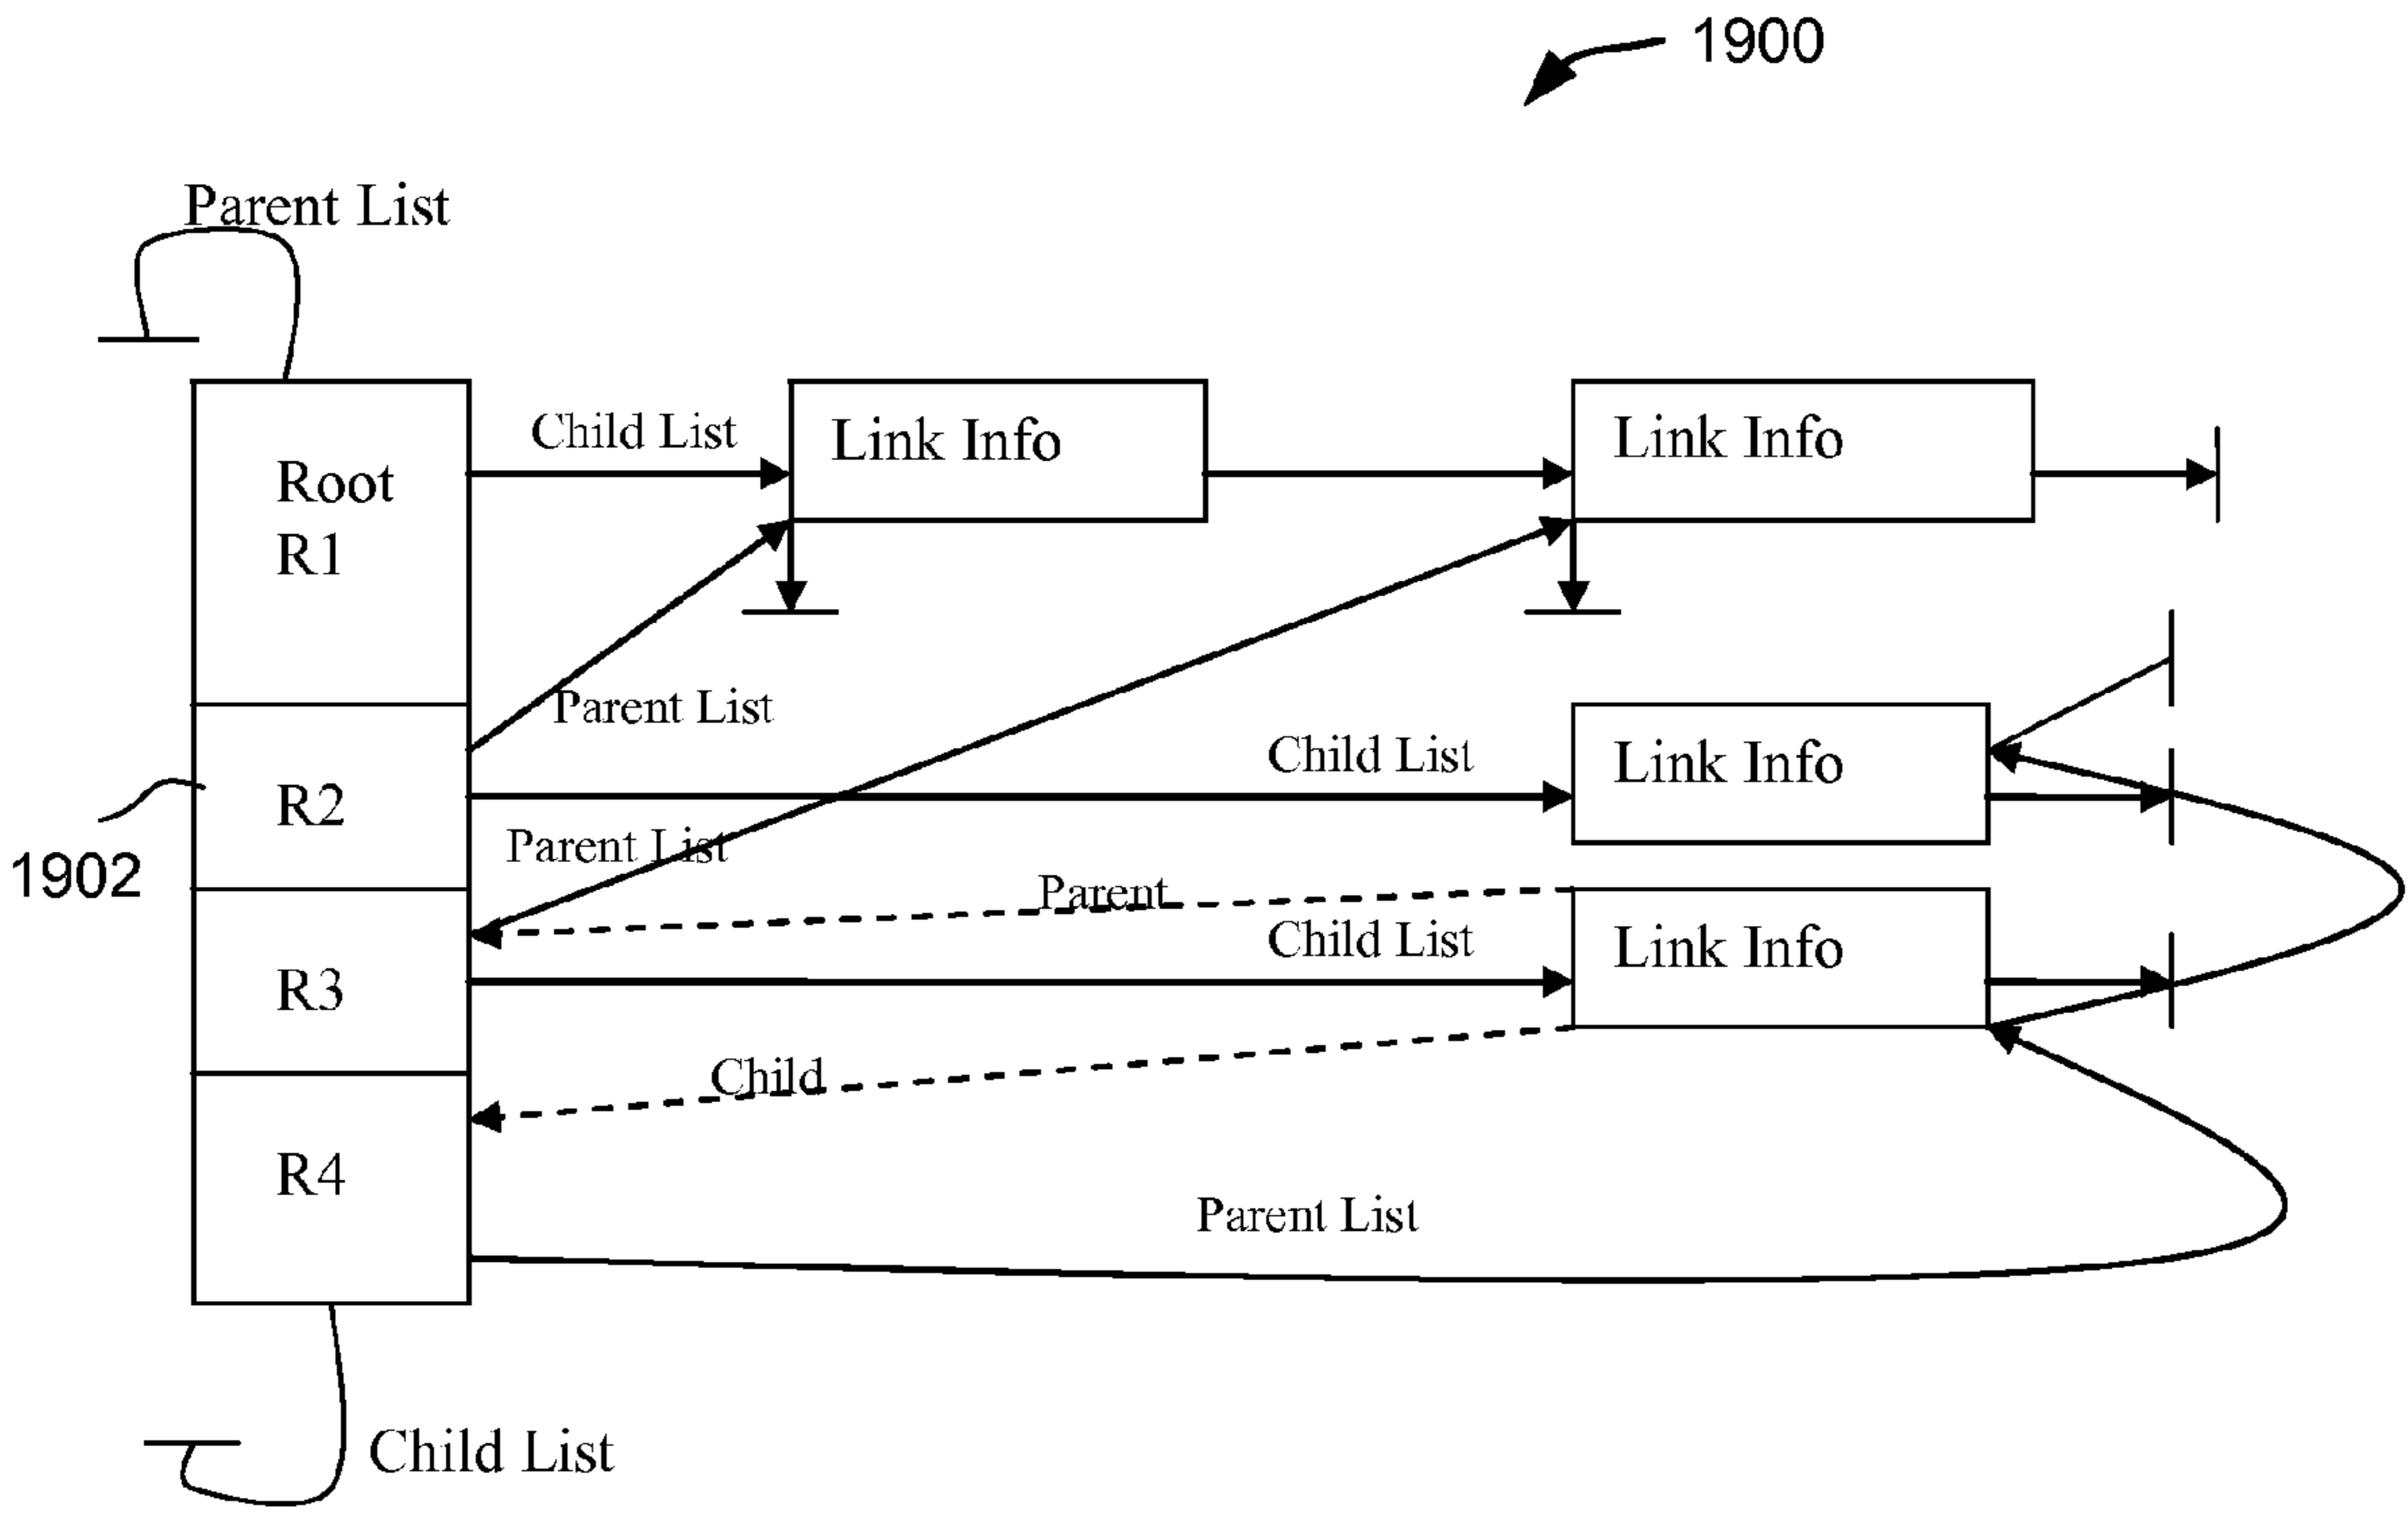 1900
Parent List
Child List
Link Info
Link Info
Root
R1
Parent List
Child List
Link Info
R2
1902
Parent List
Parent
Child List
Link Info
R3
Child
R4
Parent List
Child List